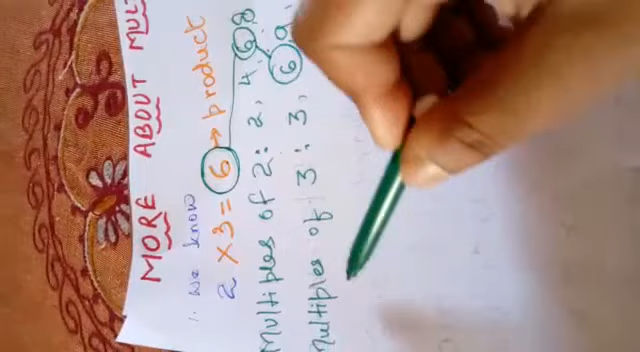 MORE ABOUT MUL
1. We know
2 X 3 = 6 → product
Multiples of 2: 2, 4, 6 8
Multiples of 3: 3, 6 9,